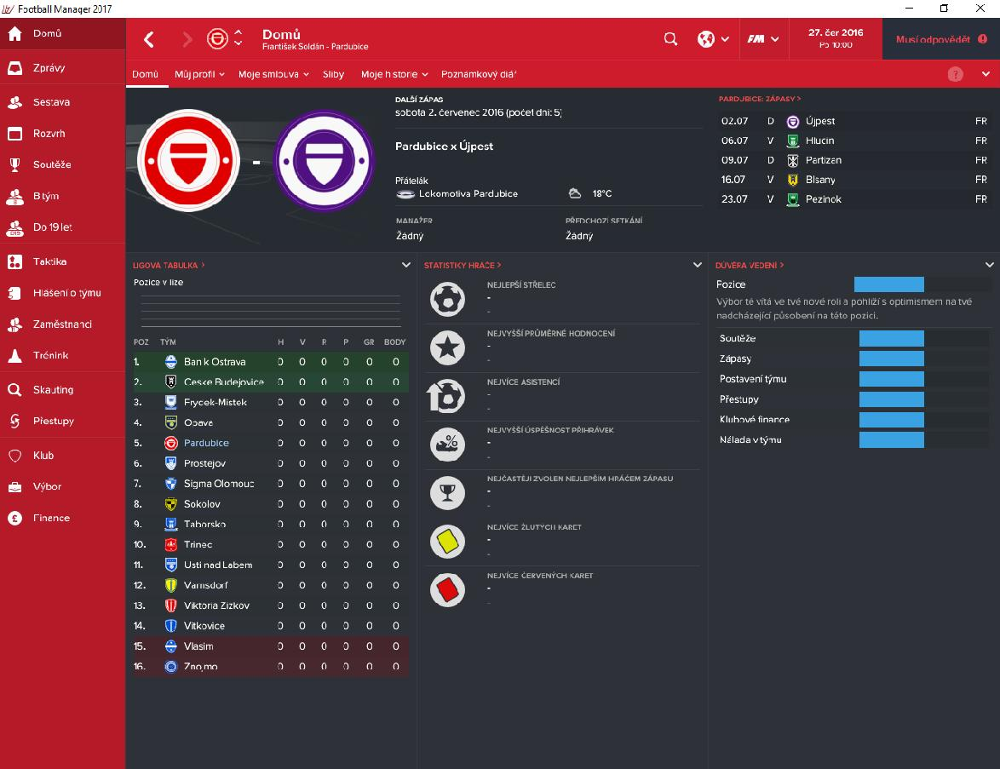 Football Manager 2017
Domů
Zprávy
Sestava
Rozvrh
Soutěže
B tým
Do 19 let
Taktika
Hlášení o týmu
Zaměstnanci
Trénink
Skauting
Přestupy
Klub
Výbor
Finance
Domů
František Soldán - Pardubice
FM
27. čer 2016
Po 10:00
Musí odpovědět
Domů Můj profil Moje smlouva Sliby Moje historie Poznámkový diář
DALŠÍ ZÁPAS
sobota 2. červenec 2016 (počet dní: 5)
Pardubice x Újpest
Přátelák
Lokomotiva Pardubice 18°C
MANAŽER
Žádný
PŘEDCHOZÍ SETKÁNÍ
Žádný
PARDUBICE: ZÁPASY >
02.07 D Újpest FR
06.07 V Hlucin FR
09.07 D Partizan FR
16.07 V Blsany FR
23.07 V Pezinok FR
LIGOVÁ TABULKA >
Pozice v lize
POZ TÝM H V R P GR BODY
1. Banik Ostrava 0 0 0 0 0 0
2. Ceske Budejovice 0 0 0 0 0 0
3. Frydek-Mistek 0 0 0 0 0 0
4. Opava 0 0 0 0 0 0
5. Pardubice 0 0 0 0 0 0
6. Prostejov 0 0 0 0 0 0
7. Sigma Olomouc 0 0 0 0 0 0
8. Sokolov 0 0 0 0 0 0
9. Taborsko 0 0 0 0 0 0
10. Trinec 0 0 0 0 0 0
11. Usti nad Labem 0 0 0 0 0 0
12. Varnsdorf 0 0 0 0 0 0
13. Viktoria Zizkov 0 0 0 0 0 0
14. Vitkovice 0 0 0 0 0 0
15. Vlasim 0 0 0 0 0 0
16. Znojmo 0 0 0 0 0 0
STATISTIKY HRÁČE >
NEJLEPŠÍ STŘELEC
-
-
NEJVYŠŠÍ PRŮMĚRNÉ HODNOCENÍ
-
-
NEJVÍCE ASISTENCÍ
-
-
NEJVYŠŠÍ ÚSPĚŠNOST PŘIHRÁVEK
-
-
NEJČASTĚJI ZVOLEN NEJLEPŠÍM HRÁČEM ZÁPASU
-
-
NEJVÍCE ŽLUTÝCH KARET
-
-
NEJVÍCE ČERVENÝCH KARET
-
-
DŮVĚRA VEDENÍ >
Pozice
Výbor tě vítá ve tvé nové roli a pohlíží s optimismem na tvé
nadcházející působení na této pozici.
Soutěže
Zápasy
Postavení týmu
Přestupy
Klubové finance
Nálada v týmu